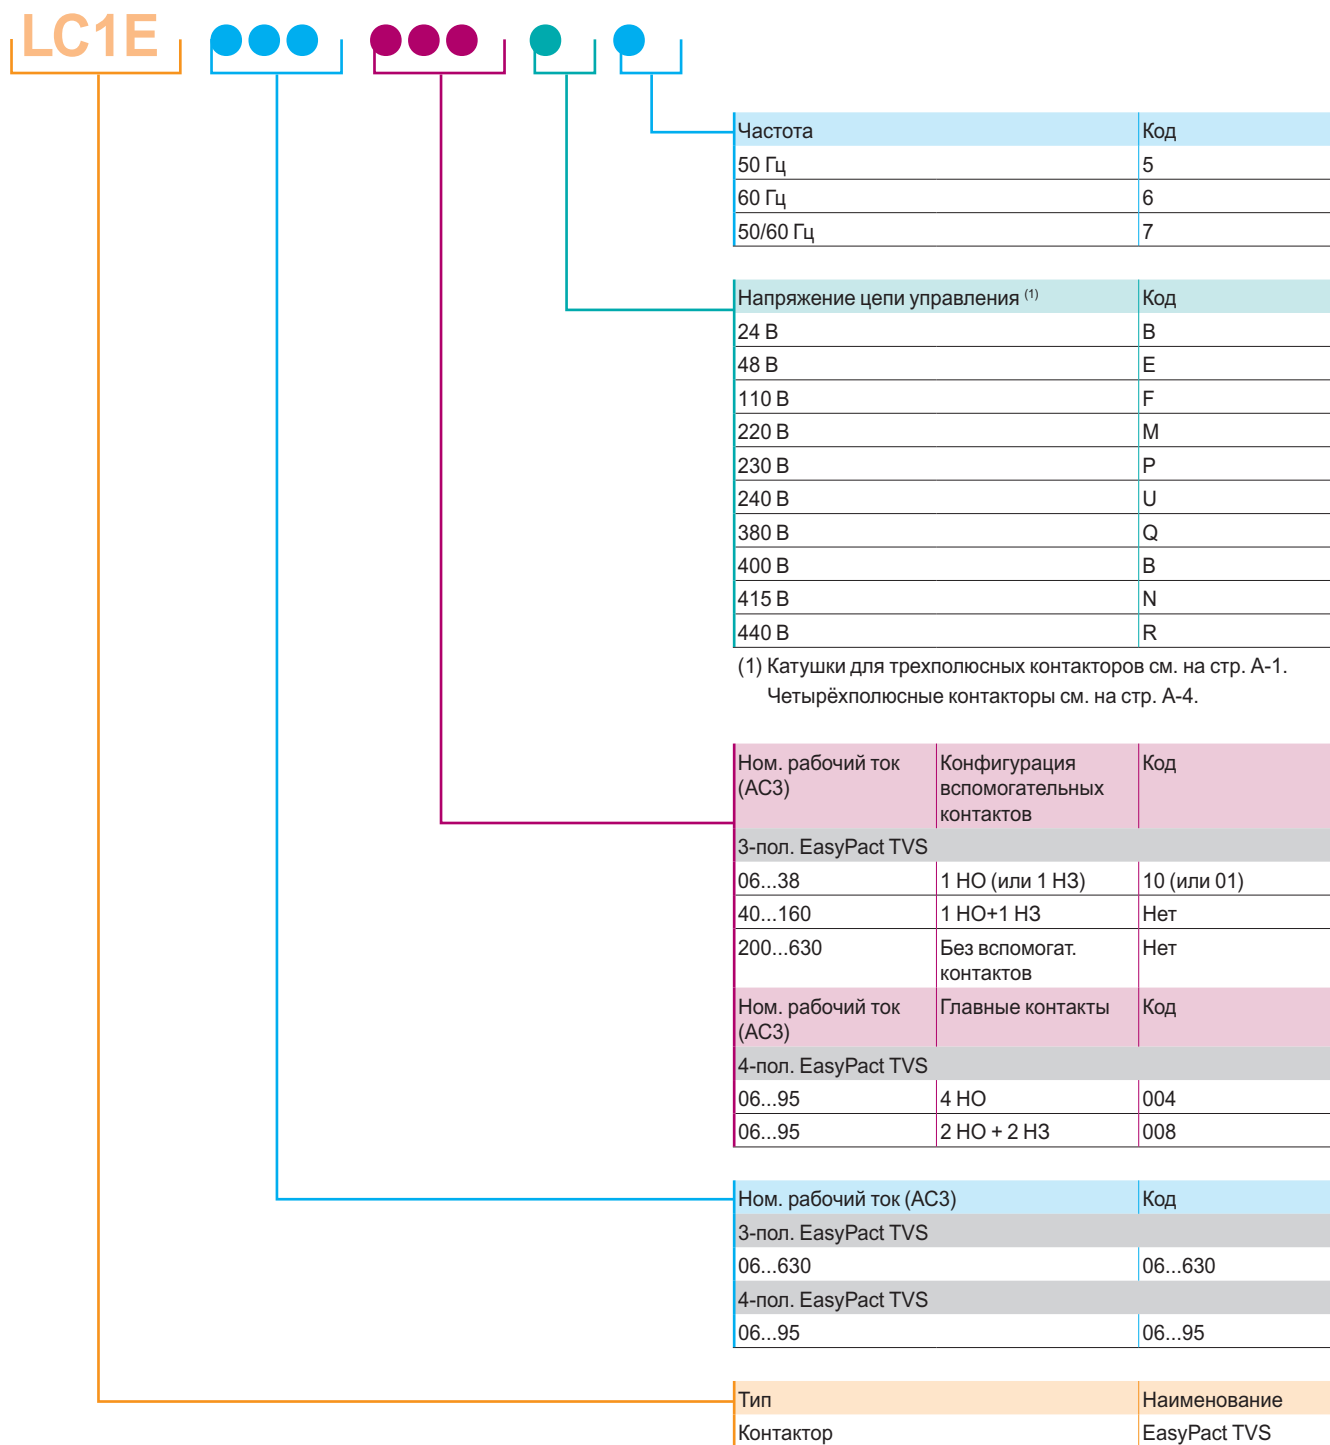 LC1E
Частота Код
50 Гц 5
60 Гц 6
50/60 Гц 7
Напряжение цепи управления (1) Код
24 В B
48 В E
110 В F
220 В M
230 В P
240 В U
380 В Q
400 В B
415 В N
440 В R
(1) Катушки для трехполюсных контакторов см. на стр. A-1.
Четырёхполюсные контакторы см. на стр. A-4.
Ном. рабочий ток Конфигурация Код
(AC3) вспомогательных
контактов
3-пол. EasyPact TVS
06...38 1 НО (или 1 НЗ) 10 (или 01)
40...160 1 НО+1 НЗ Нет
200...630 Без вспомогат. Нет
контактов
Ном. рабочий ток Главные контакты Код
(AC3)
4-пол. EasyPact TVS
06...95 4 НО 004
06...95 2 НО + 2 НЗ 008
Ном. рабочий ток (AC3) Код
3-пол. EasyPact TVS
06...630 06...630
4-пол. EasyPact TVS
06...95 06...95
Тип Наименование
Контактор EasyPact TVS